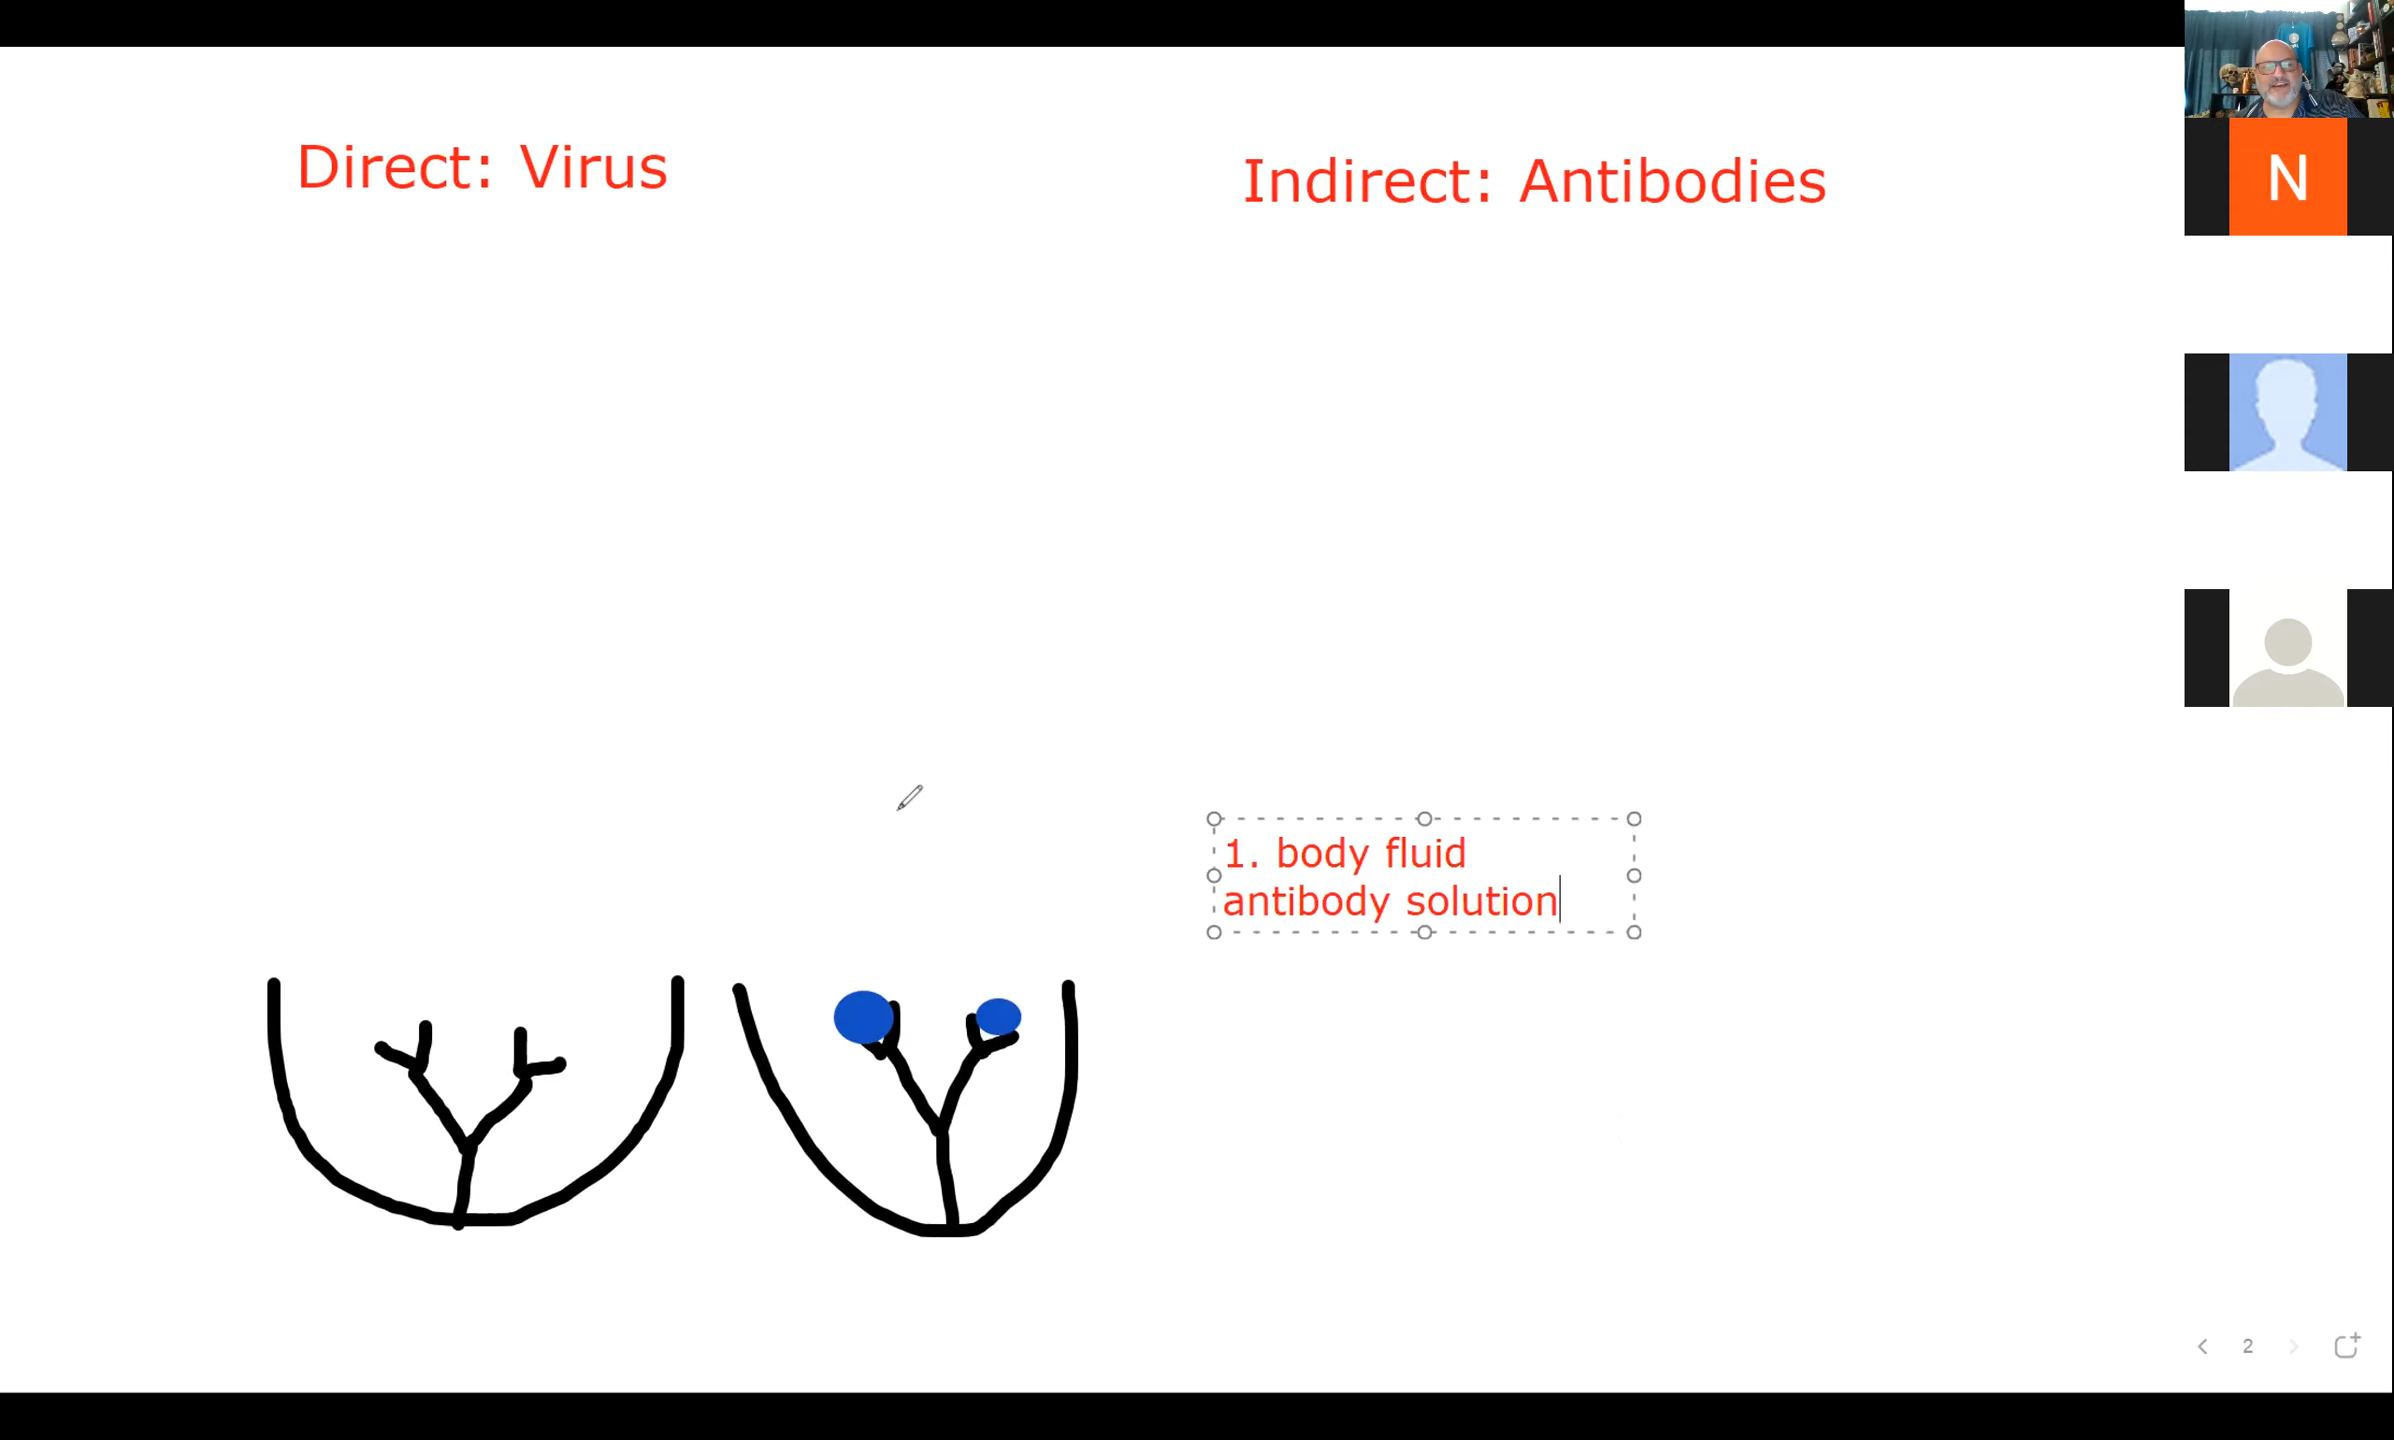 Direct: Virus
Indirect: Antibodies
N
1. body fluid
antibody solution
2